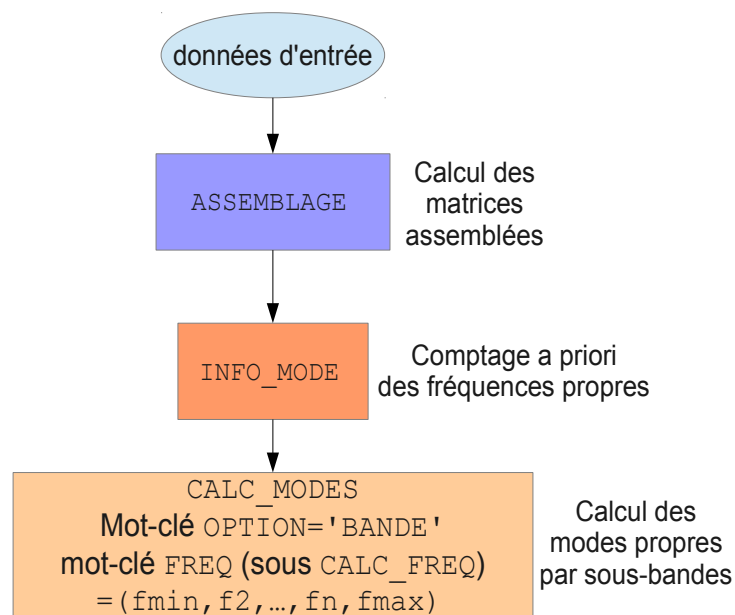 données d'entrée
ASSEMBLAGE
Calcul des
matrices
assemblées
INFO_MODE
Comptage a priori
des fréquences propres
CALC_MODES
Mot-clé OPTION='BANDE'
mot-clé FREQ (sous CALC_FREQ)
=(fmin,f2,…,fn,fmax)
Calcul des
modes propres
par sous-bandes